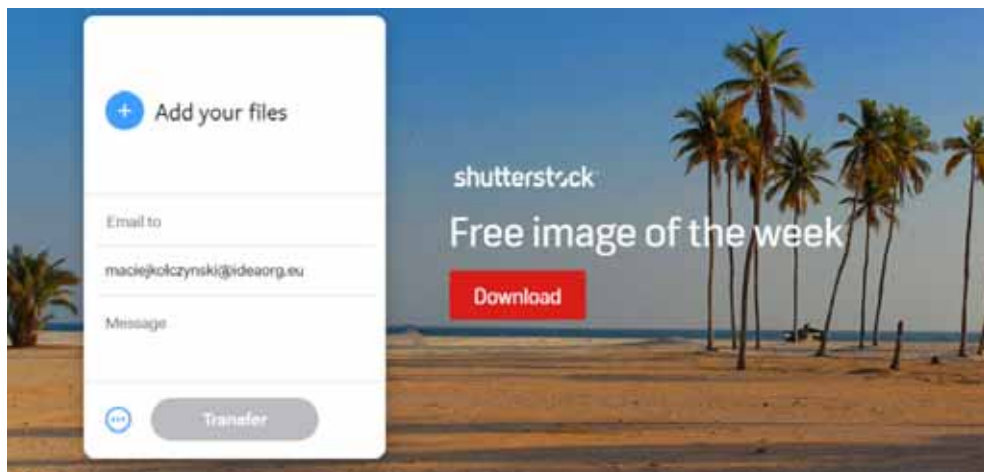 Add your files
Email to
maciejkolczynski@ideaorg.eu
Message
Transfer
shutterstock
Free image of the week
Download